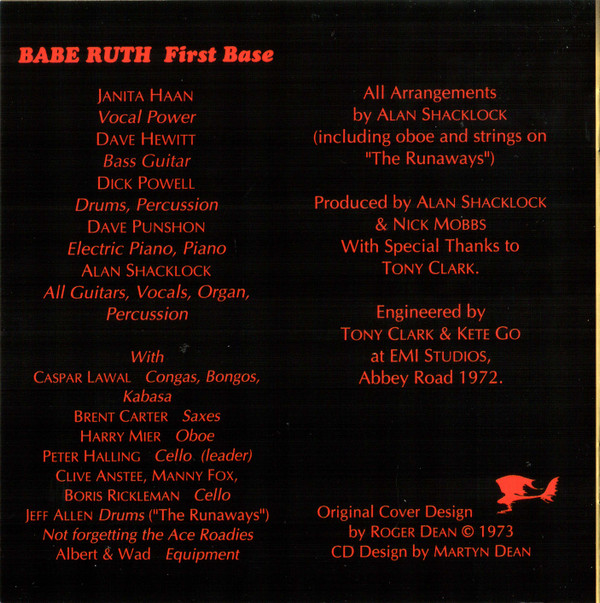 BABE RUTH First Base
JANITA HAAN
Vocal Power
DAVE HEWITT
Bass Guitar
DICK POWELL
Drums, Percussion
DAVE PUNSHON
Electric Piano, Piano
ALAN SHACKLOCK
All Guitars, Vocals, Organ,
Percussion
With
CASPAR LAWAL Congas, Bongos,
Kabasa
BRENT CARTER Saxes
HARRY MIER Oboe
PETER HALLING Cello (leader)
CLIVE ANSTEE, MANNY FOX,
BORIS RICKLEMAN Cello
JEFF ALLEN Drums ("The Runaways")
Not forgetting the Ace Roadies
Albert & Wad Equipment
All Arrangements
by ALAN SHACKLOCK
(including oboe and strings on
"The Runaways")
Produced by ALAN SHACKLOCK
& NICK MOBBS
With Special Thanks to
TONY CLARK.
Engineered by
TONY CLARK & KETE GO
at EMI STUDIOS,
Abbey Road 1972.
Original Cover Design
by ROGER DEAN © 1973
CD Design by MARTYN DEAN